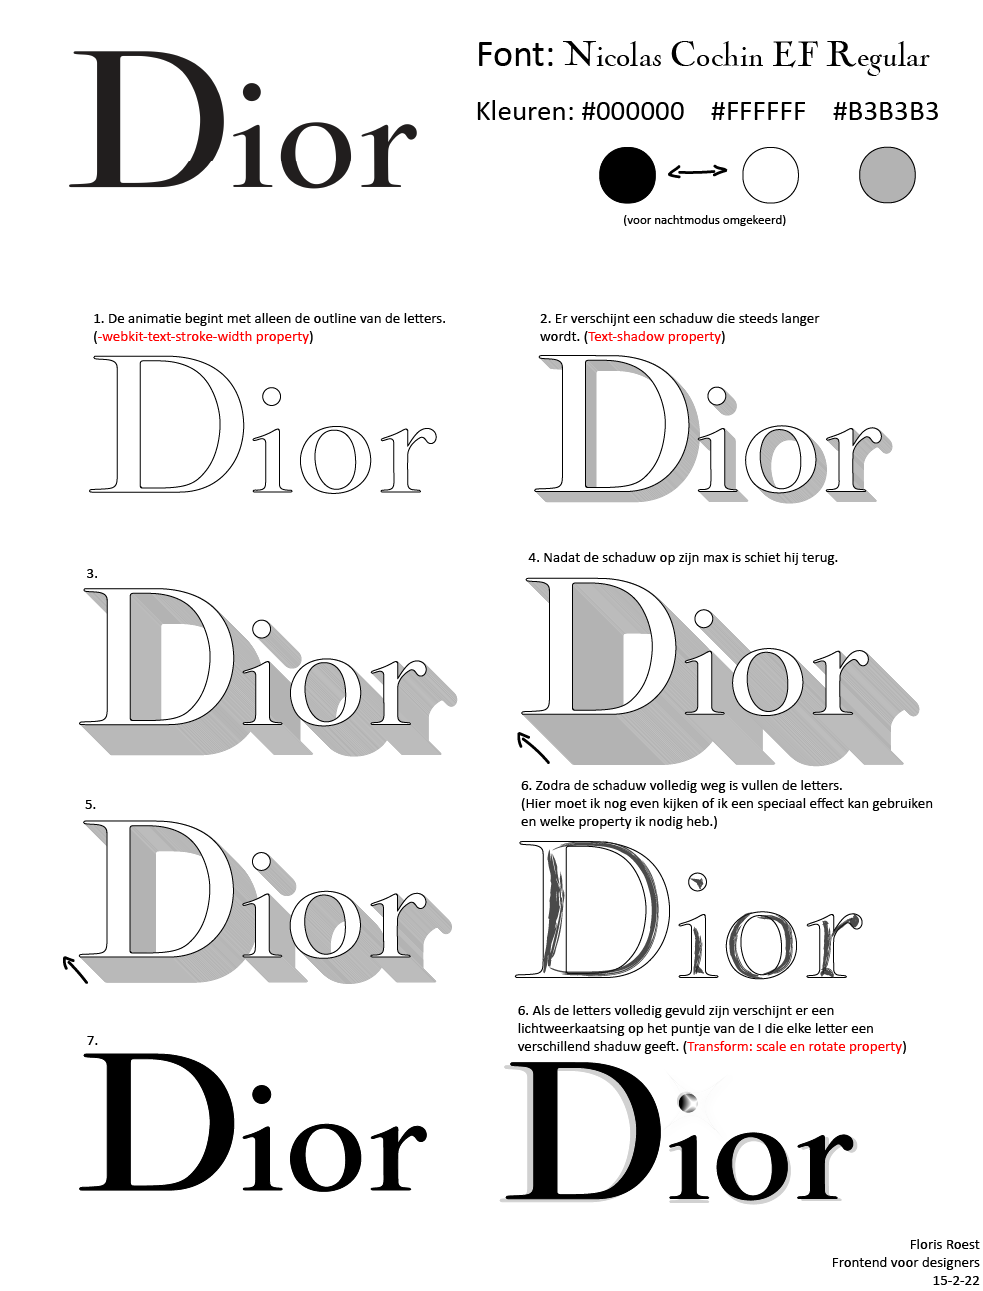 Dior
Font: Nicolas Cochin EF Regular
Kleuren: #000000 #FFFFFF #B3B3B3
(voor nachtmodus omgekeerd)
1. De animatie begint met alleen de outline van de letters.
(-webkit-text-stroke-width property)
Dior
2. Er verschijnt een schaduw die steeds langer
wordt. (Text-shadow property)
Dior
3.
Dior
4. Nadat de schaduw op zijn max is schiet hij terug.
Dior
5.
Dior
6. Zodra de schaduw volledig weg is vullen de letters.
(Hier moet ik nog even kijken of ik een speciaal effect kan gebruiken
en welke property ik nodig heb.)
Dior
7.
Dior
6. Als de letters volledig gevuld zijn verschijnt er een
lichtweerkaatsing op het puntje van de I die elke letter een
verschillend shaduw geeft. (Transform: scale en rotate property)
Dior
Floris Roest
Frontend voor designers
15-2-22